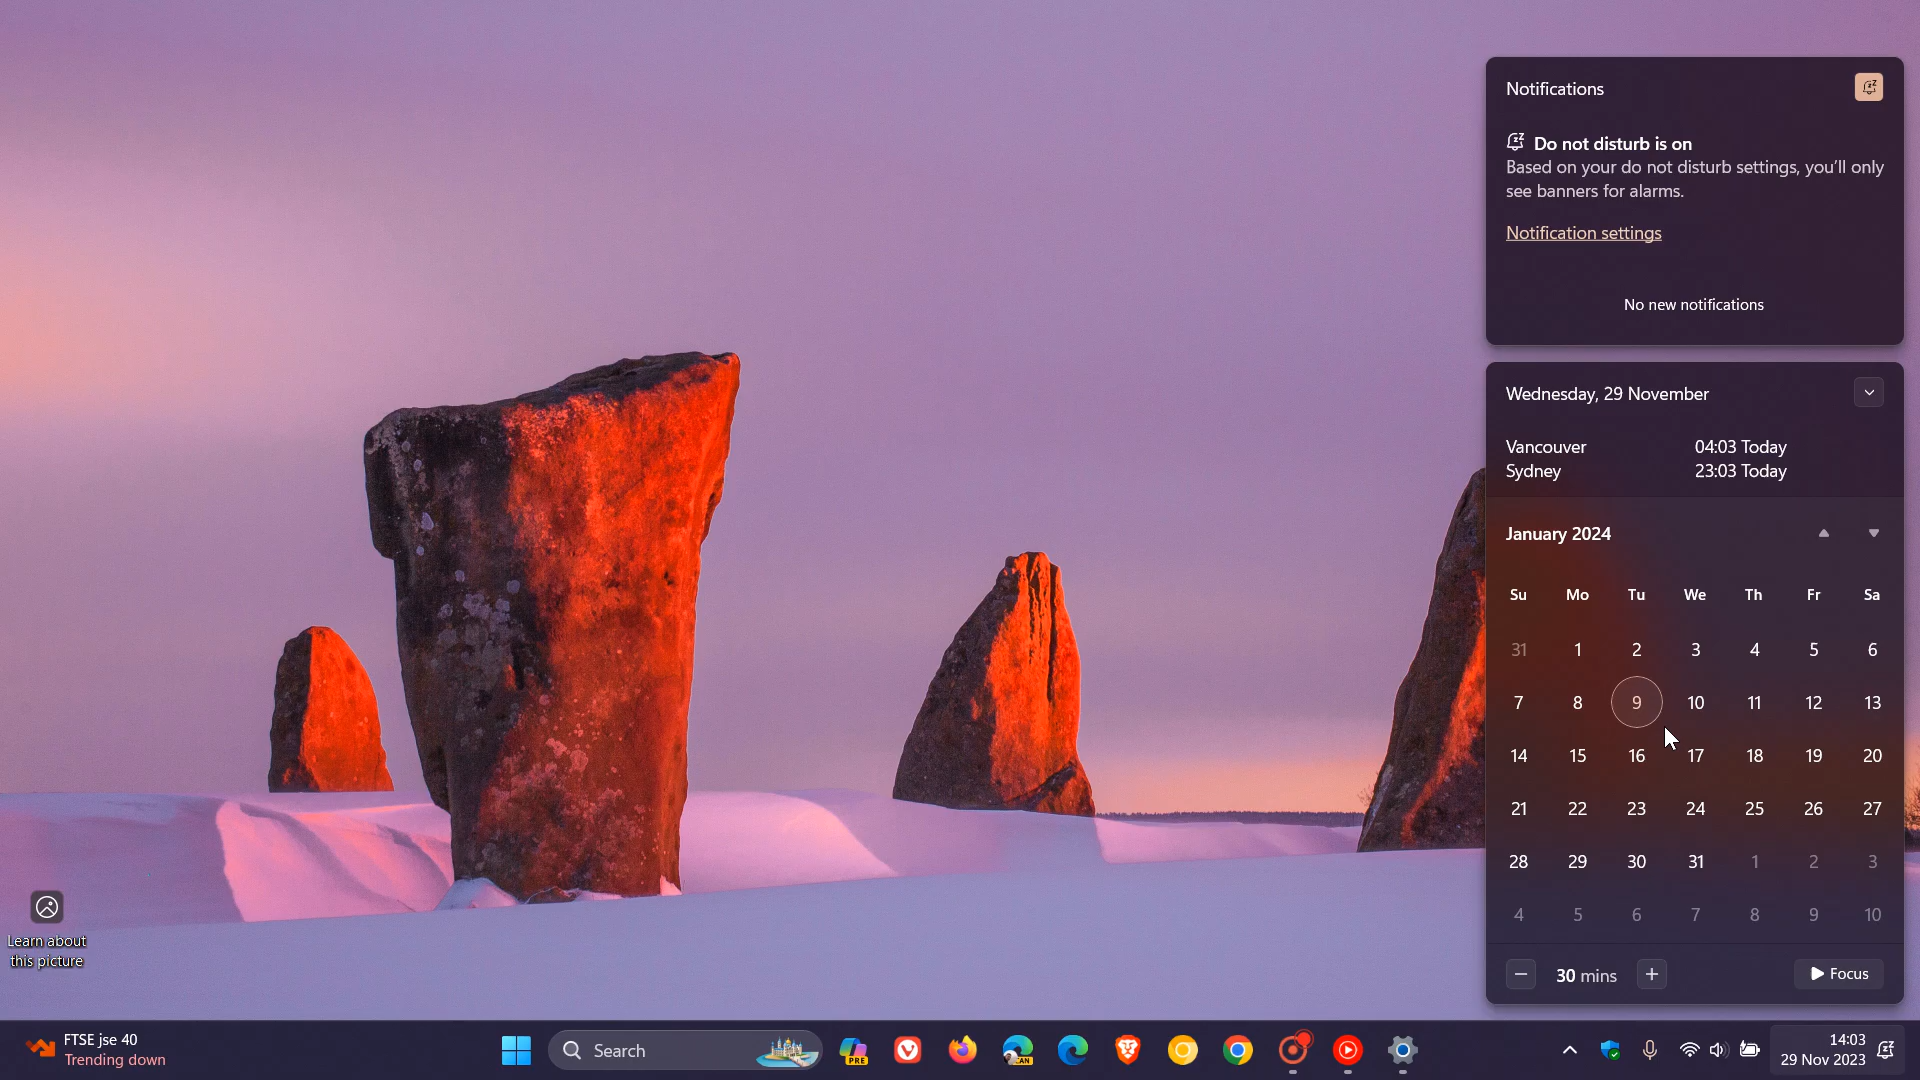 Notifications
Do not disturb is on
Based on your do not disturb settings, you'll only
see banners for alarms.
Notification settings
No new notifications
Wednesday, 29 November
Vancouver 04:03 Today
Sydney 23:03 Today
January 2024
Su Mo Tu We Th Fr Sa
31 1 2 3 4 5 6
7 8 9 10 11 12 13
14 15 16 17 18 19 20
21 22 23 24 25 26 27
28 29 30 31 1 2 3
4 5 6 7 8 9 10
30 mins Focus
Learn about
this picture
FTSE jse 40
Trending down
Search
PRE
CAN
14:03
29 Nov 2023